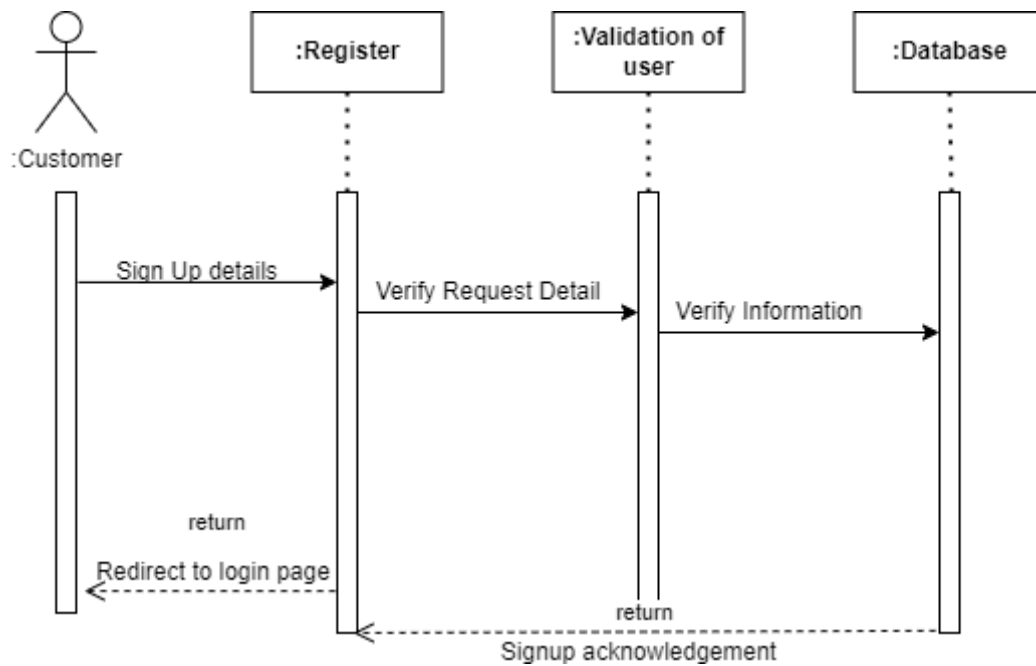 :Register
:Validation of
user
:Database
:Customer
Sign Up details
Verify Request Detail
Verify Information
return
Redirect to login page
return
Signup acknowledgement